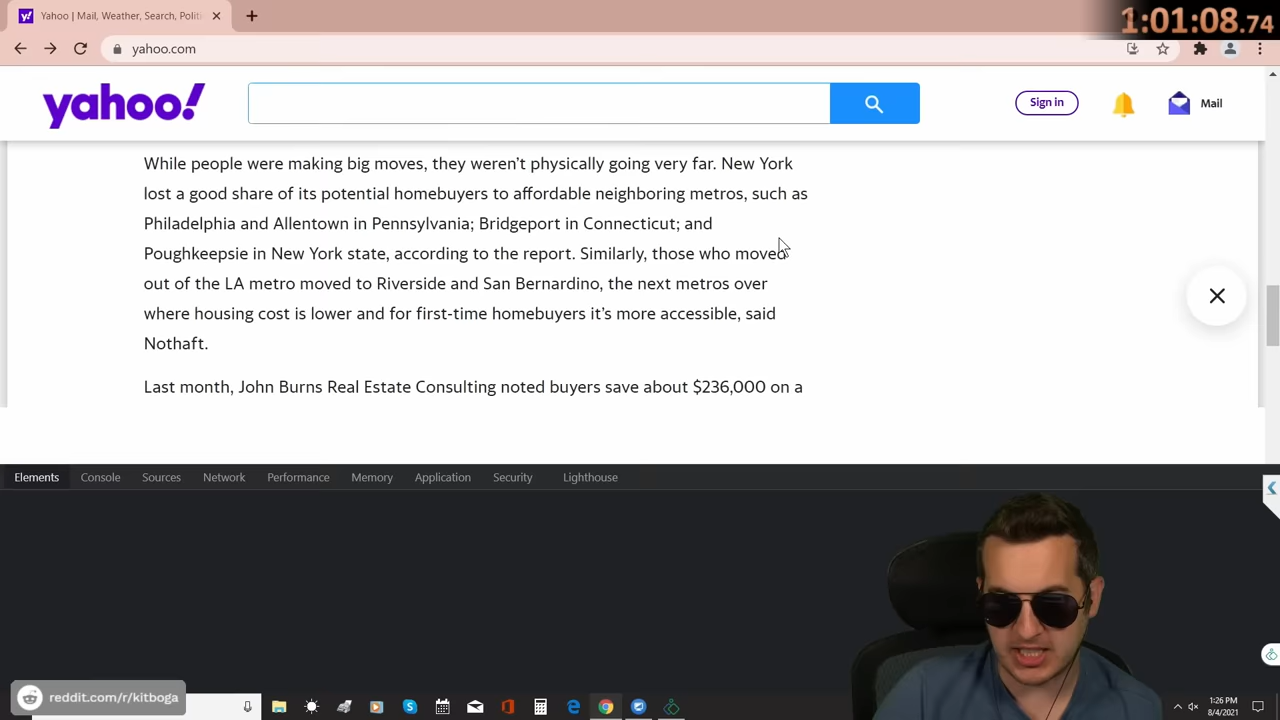 Yahoo | Mail, Weather, Search, Polit
1:01:08.74
yahoo.com
yahoo!
Sign in
Mail
While people were making big moves, they weren't physically going very far. New York
lost a good share of its potential homebuyers to affordable neighboring metros, such as
Philadelphia and Allentown in Pennsylvania; Bridgeport in Connecticut; and
Poughkeepsie in New York state, according to the report. Similarly, those who moved
out of the LA metro moved to Riverside and San Bernardino, the next metros over
where housing cost is lower and for first-time homebuyers it's more accessible, said
Nothaft.
Last month, John Burns Real Estate Consulting noted buyers save about $236,000 on a
Elements Console Sources Network Performance Memory Application Security Lighthouse
reddit.com/r/kitboga
1:26 PM
8/4/2021